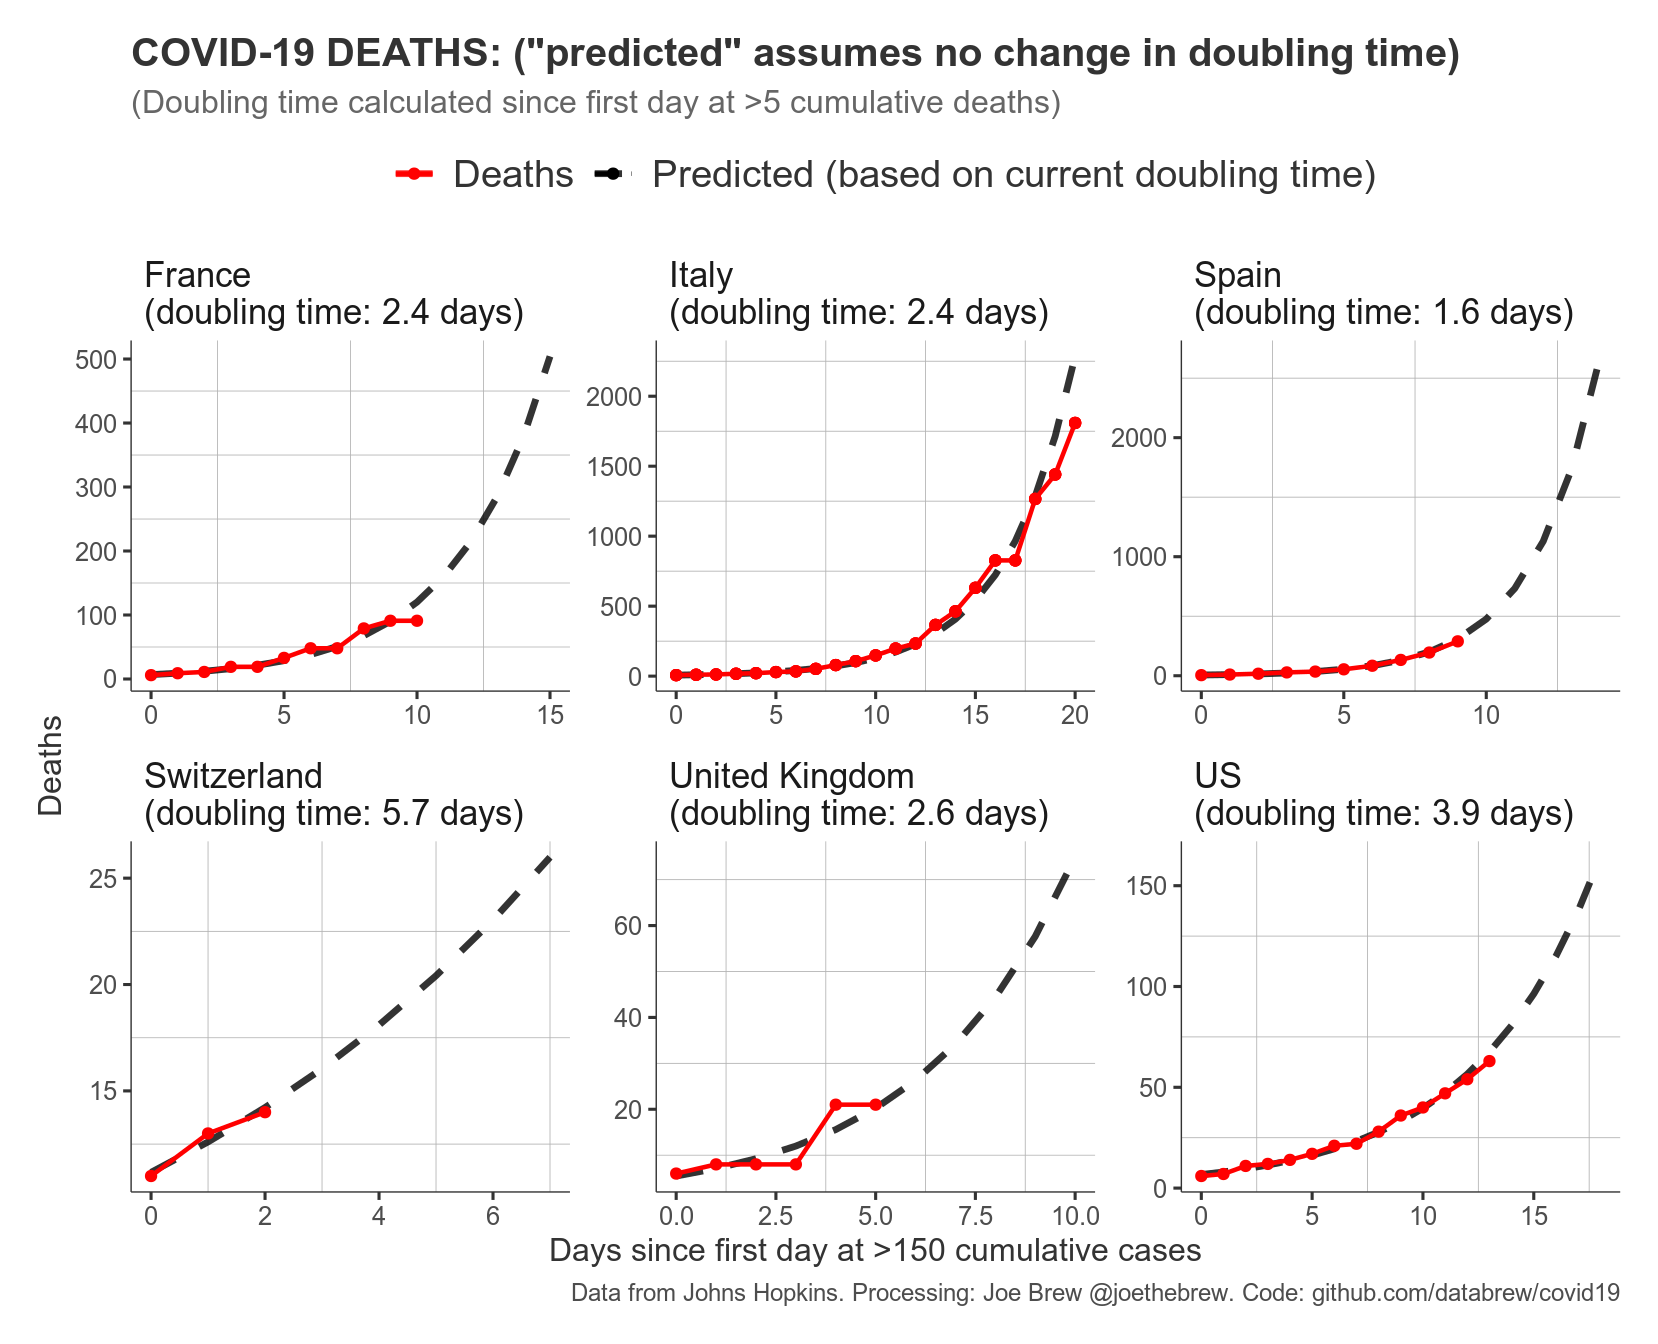 COVID-19 DEATHS: ("predicted" assumes no change in doubling time)
(Doubling time calculated since first day at >5 cumulative deaths)
Deaths Predicted (based on current doubling time)
France
(doubling time: 2.4 days)
500
400
300
200
100
0
0 5 10 15
Italy
(doubling time: 2.4 days)
2000
1500
1000
500
0
0 5 10 15 20
Spain
(doubling time: 1.6 days)
2000
1000
0
0 5 10
Deaths
Switzerland
(doubling time: 5.7 days)
25
20
15
0 2 4 6
United Kingdom
(doubling time: 2.6 days)
60
40
20
0.0 2.5 5.0 7.5 10.0
US
(doubling time: 3.9 days)
150
100
50
0
0 5 10 15
Days since first day at >150 cumulative cases
Data from Johns Hopkins. Processing: Joe Brew @joethebrew. Code: github.com/databrew/covid19